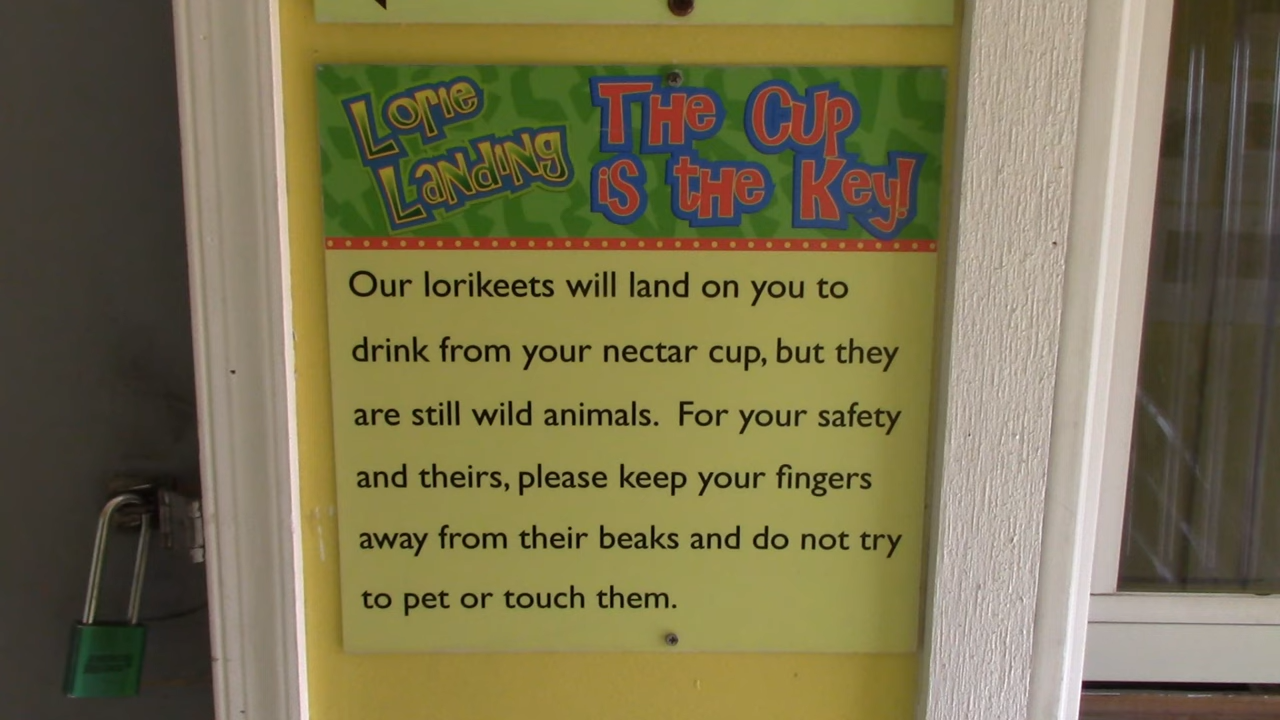 Lorie
Landing
The Cup
is the Key!
Our lorikeets will land on you to
drink from your nectar cup, but they
are still wild animals.  For your safety
and theirs, please keep your fingers
away from their beaks and do not try
to pet or touch them.